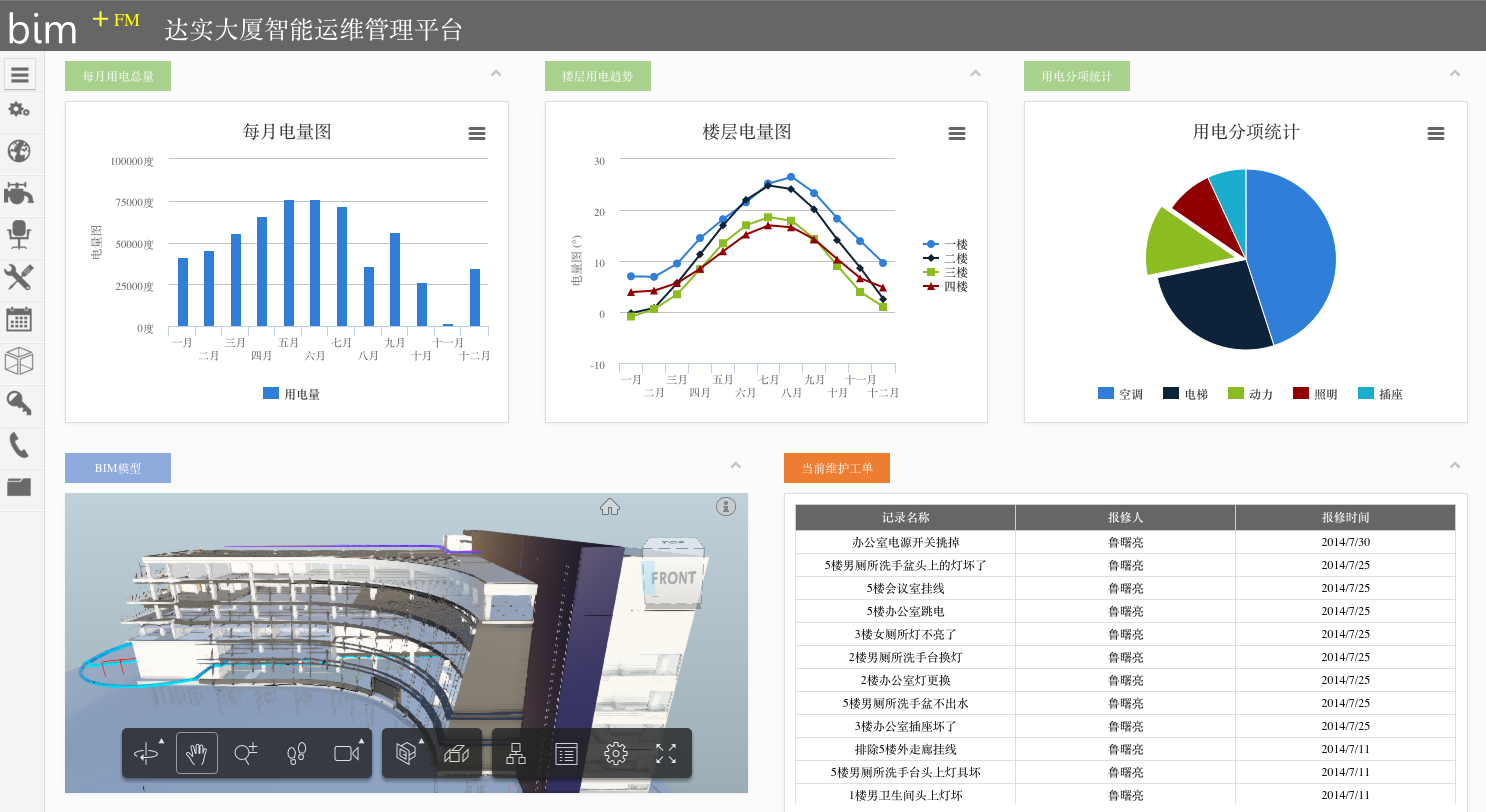 bim + FM 达实大厦智能运维管理平台
每月用电总量
每月电量图
100000度
75000度
50000度
25000度
0度
电量图
一月 二月 三月 四月 五月 六月 七月 八月 九月 十月 十一月 十二月
用电量
楼层用电趋势
楼层电量图
30
20
10
0
-10
电量图 (°)
一月 二月 三月 四月 五月 六月 七月 八月 九月 十月 十一月 十二月
一楼
二楼
三楼
四楼
用电分项统计
用电分项统计
空调 电梯 动力 照明 插座
BIM模型
TOP
FRONT
当前维护工单
记录名称 报修人 报修时间
办公室电源开关挑掉 鲁曙亮 2014/7/30
5楼男厕所洗手盆头上的灯坏了 鲁曙亮 2014/7/25
5楼会议室挂线 鲁曙亮 2014/7/25
5楼办公室跳电 鲁曙亮 2014/7/25
3楼女厕所灯不亮了 鲁曙亮 2014/7/25
2楼男厕所洗手台换灯 鲁曙亮 2014/7/25
2楼办公室灯更换 鲁曙亮 2014/7/25
5楼男厕所洗手盆不出水 鲁曙亮 2014/7/25
3楼办公室插座坏了 鲁曙亮 2014/7/25
排除5楼外走廊挂线 鲁曙亮 2014/7/11
5楼男厕所洗手台头上灯具坏 鲁曙亮 2014/7/11
1楼男卫生间头上灯坏 鲁曙亮 2014/7/11